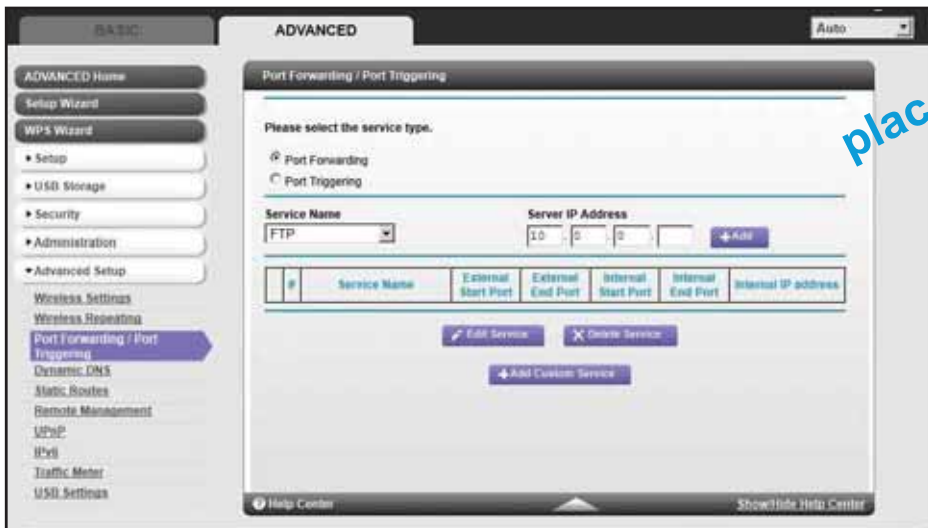 BASIC
ADVANCED
Auto
ADVANCED Home
Setup Wizard
WPS Wizard
Setup
USB Storage
Security
Administration
Advanced Setup
Wireless Settings
Wireless Repeating
Port Forwarding / Port
Triggering
Dynamic DNS
Static Routes
Remote Management
UPnP
IPv6
Traffic Meter
USB Settings
Port Forwarding / Port Triggering
plac
Please select the service type.
Port Forwarding
Port Triggering
Service Name
Server IP Address
FTP
10 . 0 . 0 .
+Add
# Service Name External Start Port External End Port Internal Start Port Internal End Port Internal IP address
Edit Service
Delete Service
+Add Custom Service
Help Center
Show/Hide Help Center